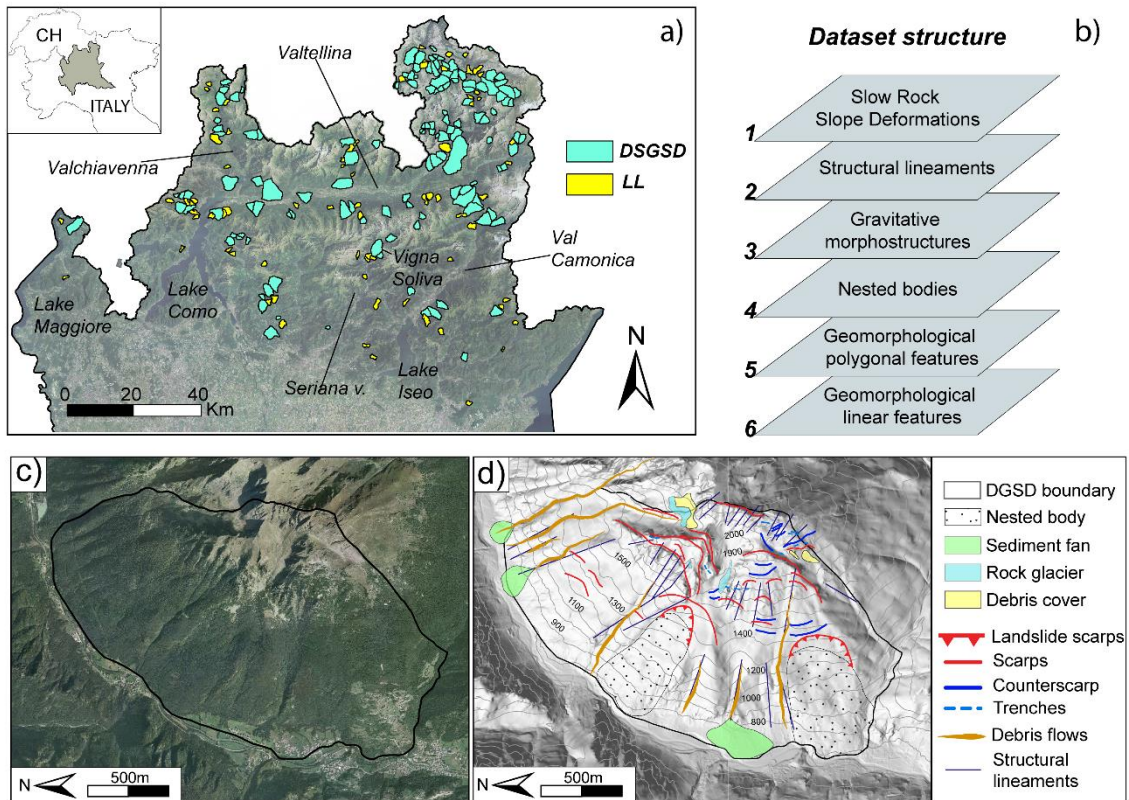 a)
CH
ITALY
Valtellina
Valchiavenna
DSGSD
LL
Val
Camonica
Vigna
Soliva
Lake
Maggiore
Lake
Como
Seriana v.
Lake
Iseo
N
0 20 40
Km
Dataset structure
b)
1
Slow Rock
Slope Deformations
2
Structural lineaments
3
Gravitative
morphostructures
4
Nested bodies
5
Geomorphological
polygonal features
6
Geomorphological
linear features
c)
N
500m
d)
2000
1900
1500
1300
1100
900
1400
1200
1000
800
N
500m
DGSD boundary
Nested body
Sediment fan
Rock glacier
Debris cover
Landslide scarps
Scarps
Counterscarp
Trenches
Debris flows
Structural
lineaments